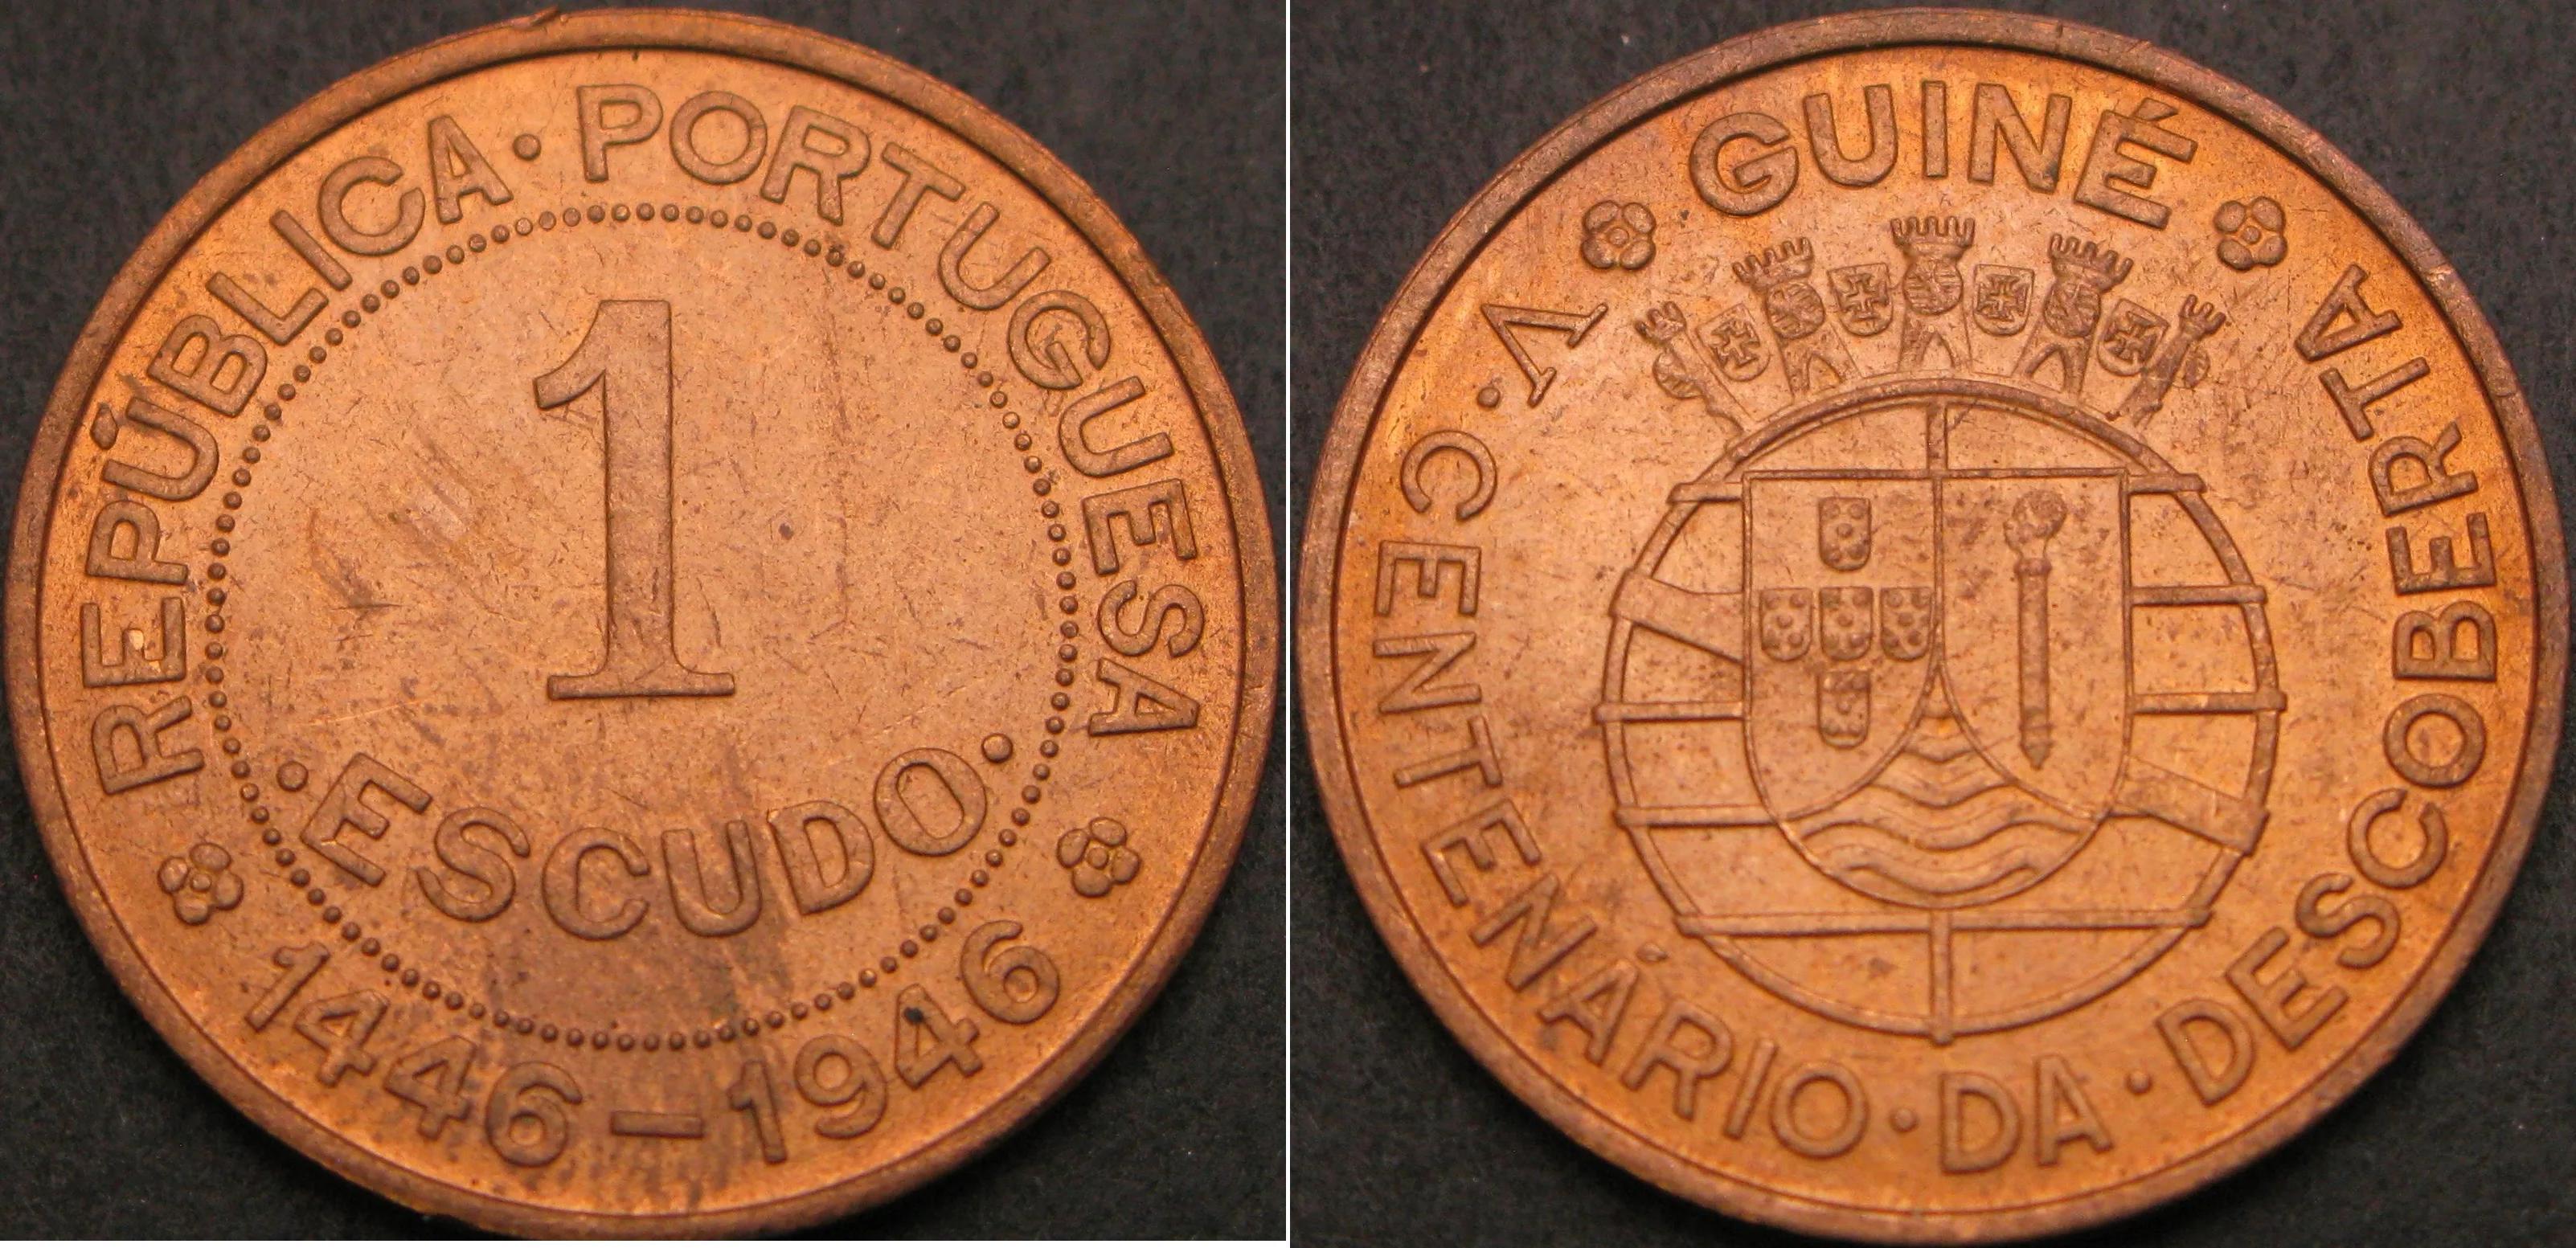 REPÚBLICA · PORTUGUESA
1
· ESCUDO ·
1446 – 1946
GUINÉ
V · CENTENÁRIO · DA · DESCOBERTA